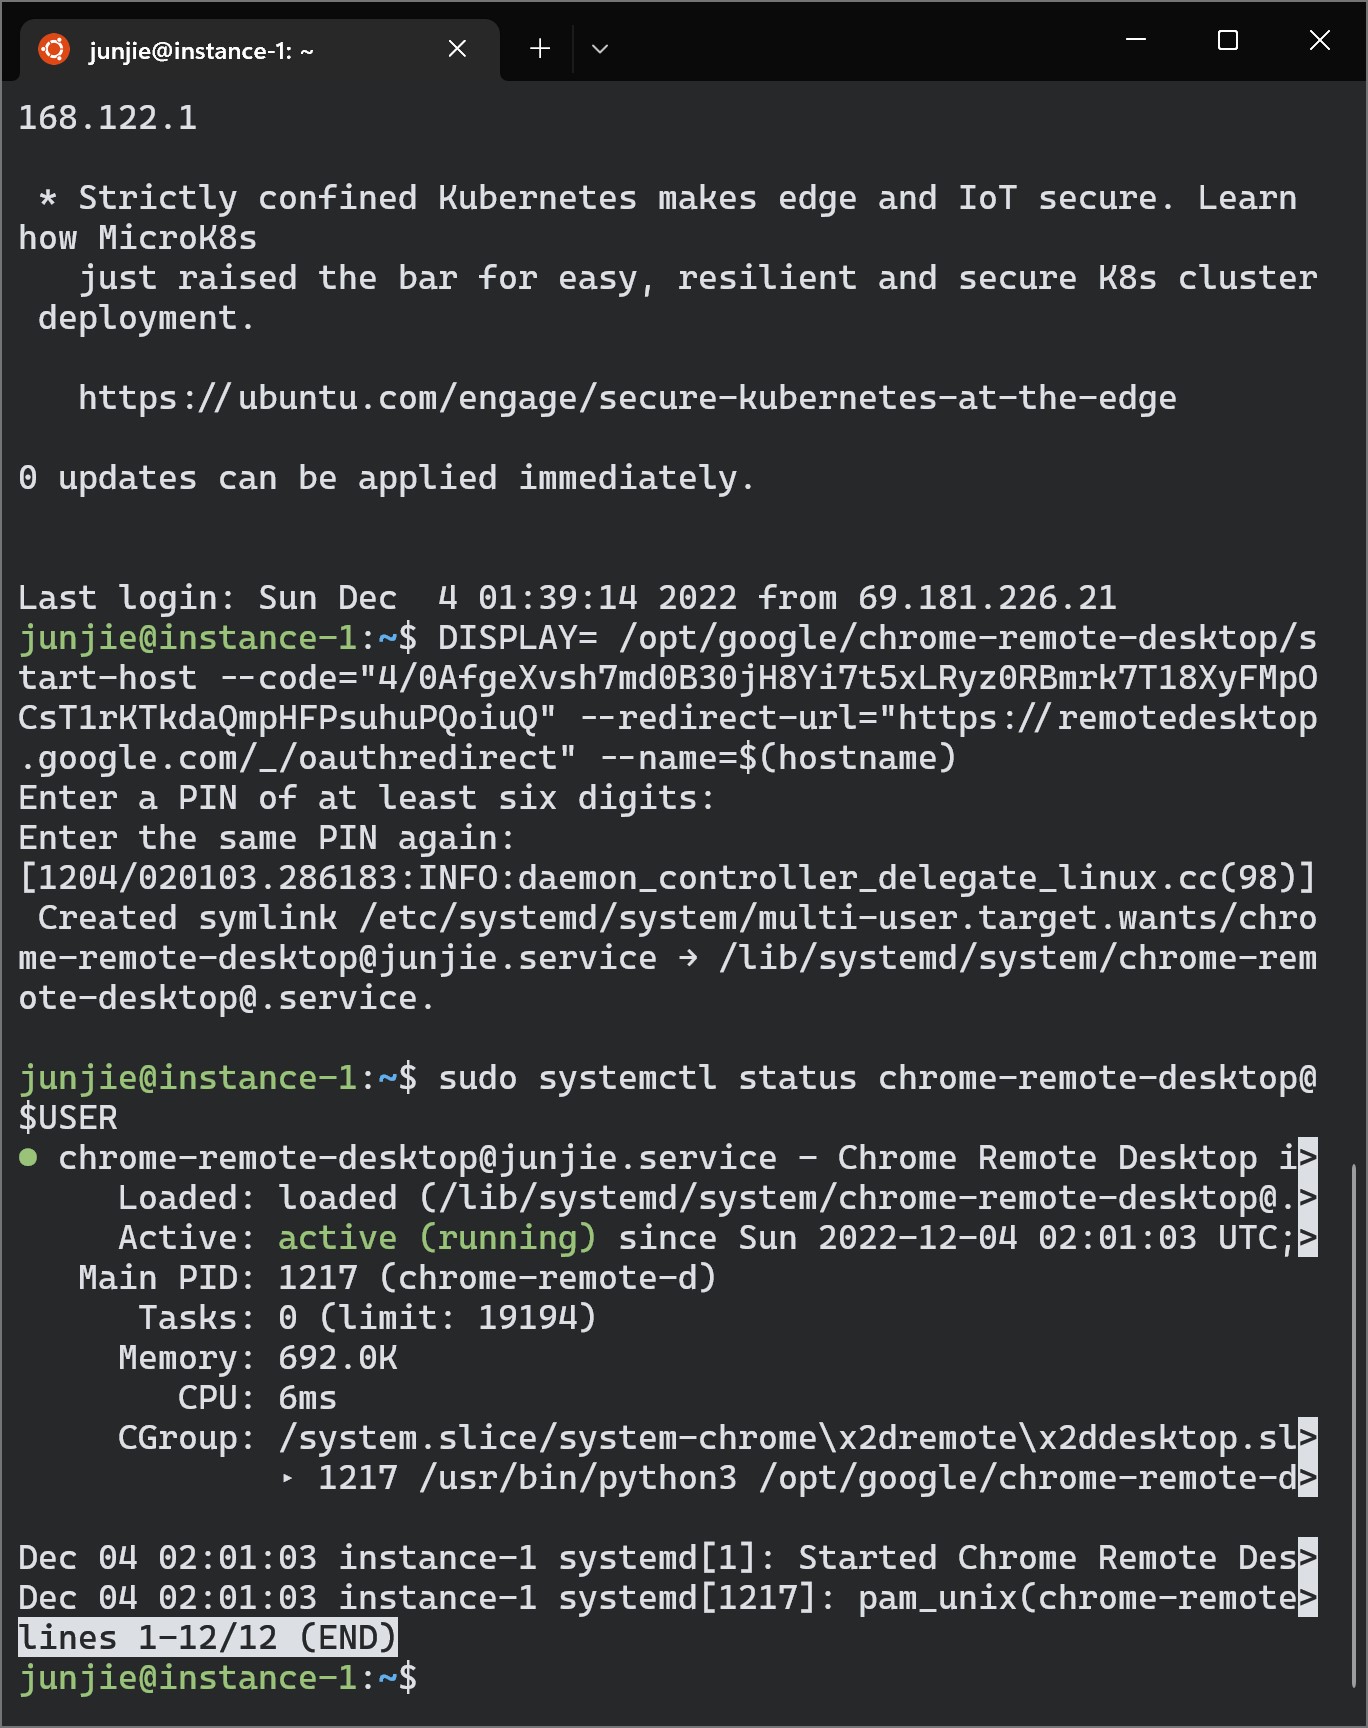 junjie@instance-1: ~
168.122.1
 * Strictly confined Kubernetes makes edge and IoT secure. Learn
how MicroK8s
   just raised the bar for easy, resilient and secure K8s cluster
 deployment.
   https://ubuntu.com/engage/secure-kubernetes-at-the-edge
0 updates can be applied immediately.
Last login: Sun Dec  4 01:39:14 2022 from 69.181.226.21
junjie@instance-1:~$ DISPLAY= /opt/google/chrome-remote-desktop/s
tart-host --code="4/0AfgeXvsh7md0B30jH8Yi7t5xLRyz0RBmrk7T18XyFMpO
CsT1rKTkdaQmpHFPsuhuPQoiuQ" --redirect-url="https://remotedesktop
.google.com/_/oauthredirect" --name=$(hostname)
Enter a PIN of at least six digits:
Enter the same PIN again:
[1204/020103.286183:INFO:daemon_controller_delegate_linux.cc(98)]
 Created symlink /etc/systemd/system/multi-user.target.wants/chro
me-remote-desktop@junjie.service → /lib/systemd/system/chrome-rem
ote-desktop@.service.
junjie@instance-1:~$ sudo systemctl status chrome-remote-desktop@
$USER
● chrome-remote-desktop@junjie.service - Chrome Remote Desktop i>
     Loaded: loaded (/lib/systemd/system/chrome-remote-desktop@.>
     Active: active (running) since Sun 2022-12-04 02:01:03 UTC;>
   Main PID: 1217 (chrome-remote-d)
      Tasks: 0 (limit: 19194)
     Memory: 692.0K
        CPU: 6ms
     CGroup: /system.slice/system-chrome\x2dremote\x2ddesktop.sl>
             ‣ 1217 /usr/bin/python3 /opt/google/chrome-remote-d>
Dec 04 02:01:03 instance-1 systemd[1]: Started Chrome Remote Des>
Dec 04 02:01:03 instance-1 systemd[1217]: pam_unix(chrome-remote>
lines 1-12/12 (END)
junjie@instance-1:~$